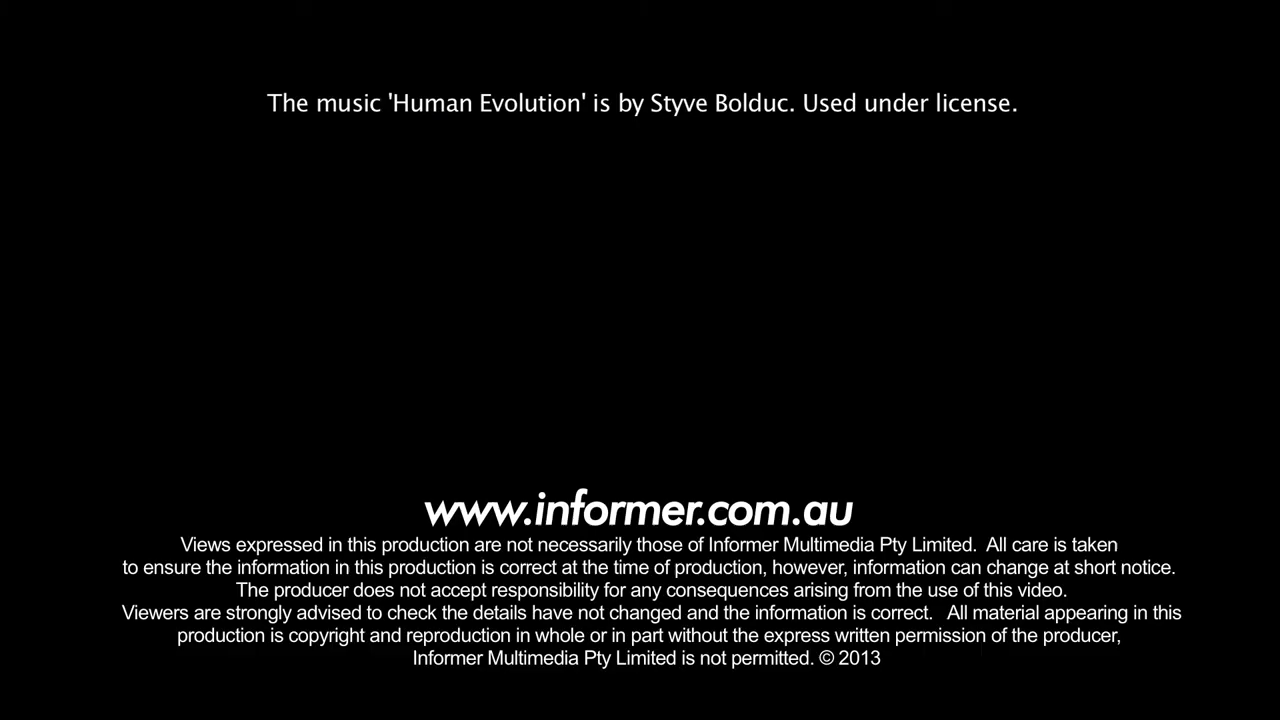 The music 'Human Evolution' is by Styve Bolduc. Used under license.
www.informer.com.au
Views expressed in this production are not necessarily those of Informer Multimedia Pty Limited.  All care is taken
to ensure the information in this production is correct at the time of production, however, information can change at short notice.
The producer does not accept responsibility for any consequences arising from the use of this video.
Viewers are strongly advised to check the details have not changed and the information is correct.   All material appearing in this
production is copyright and reproduction in whole or in part without the express written permission of the producer,
Informer Multimedia Pty Limited is not permitted. © 2013